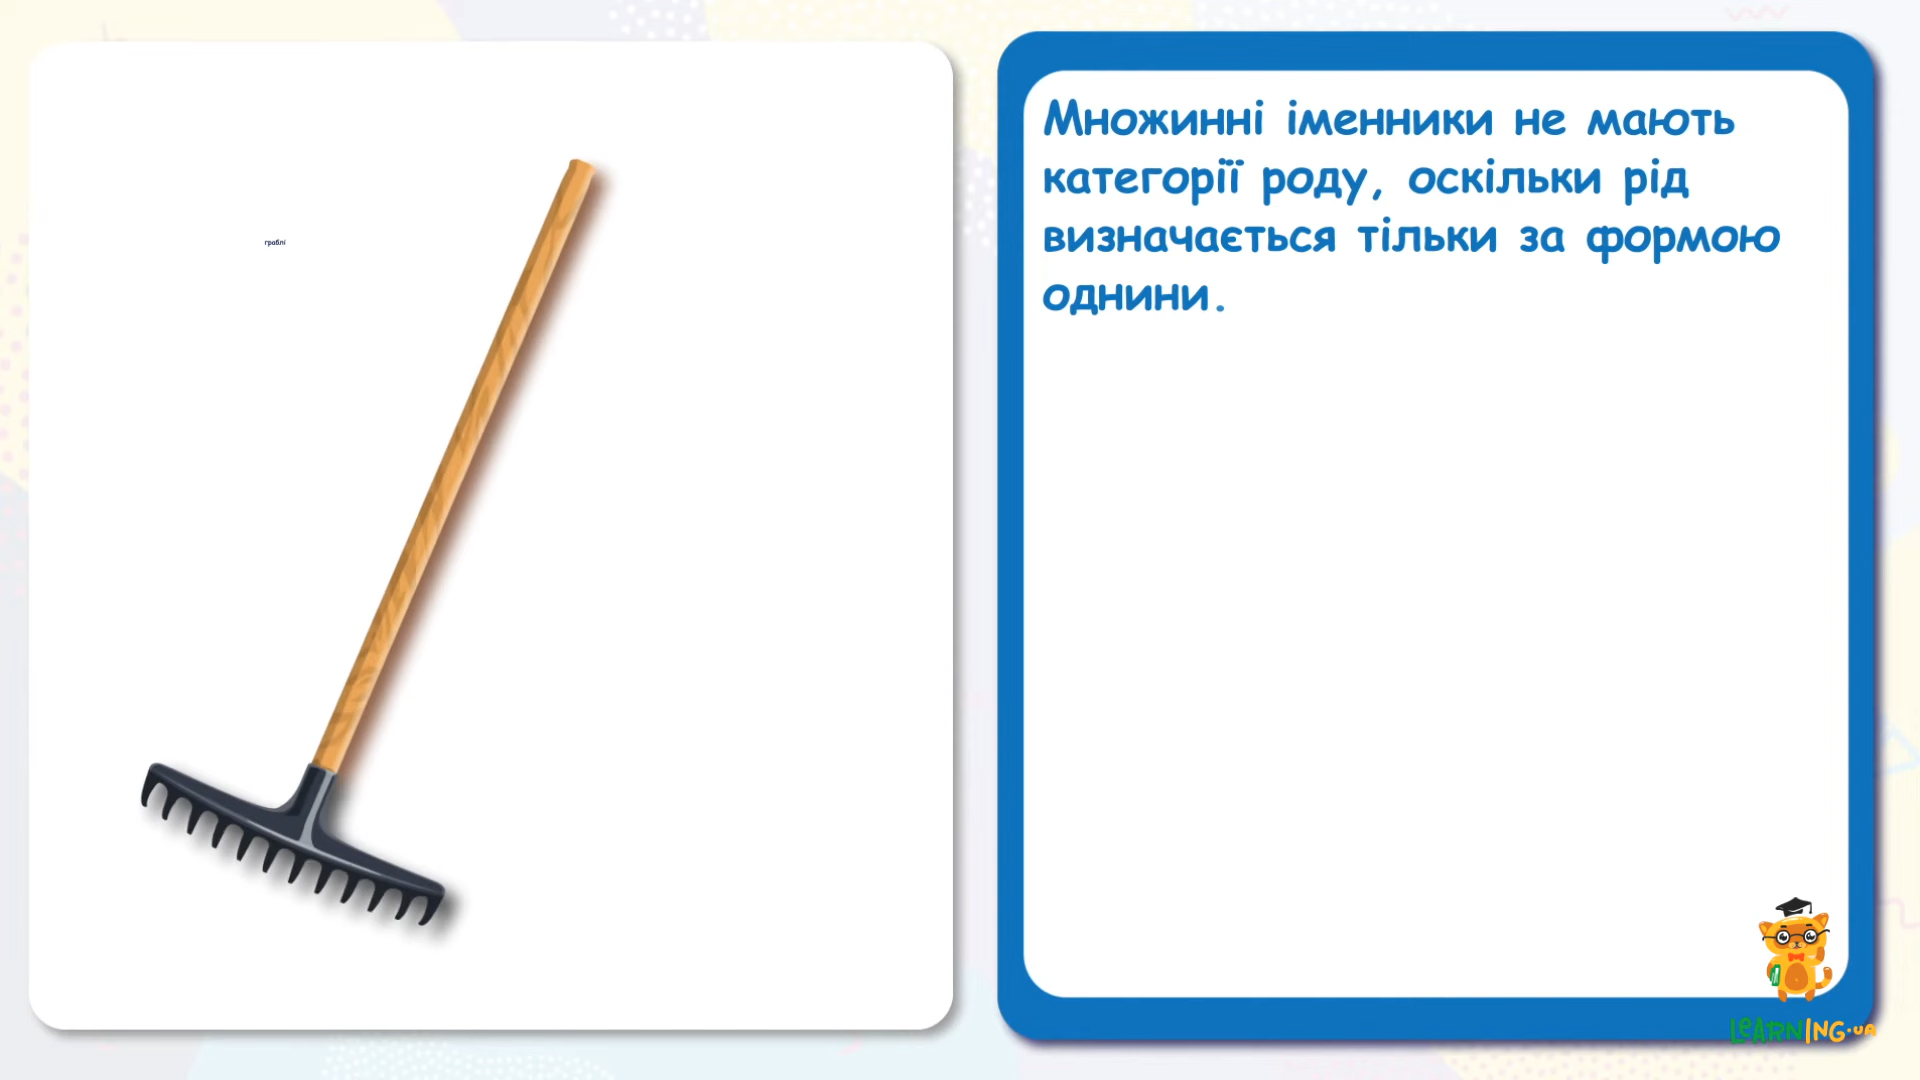 граблі
Множинні іменники не мають
категорії роду, оскільки рід
визначається тільки за формою
однини.
LEARNING.UA